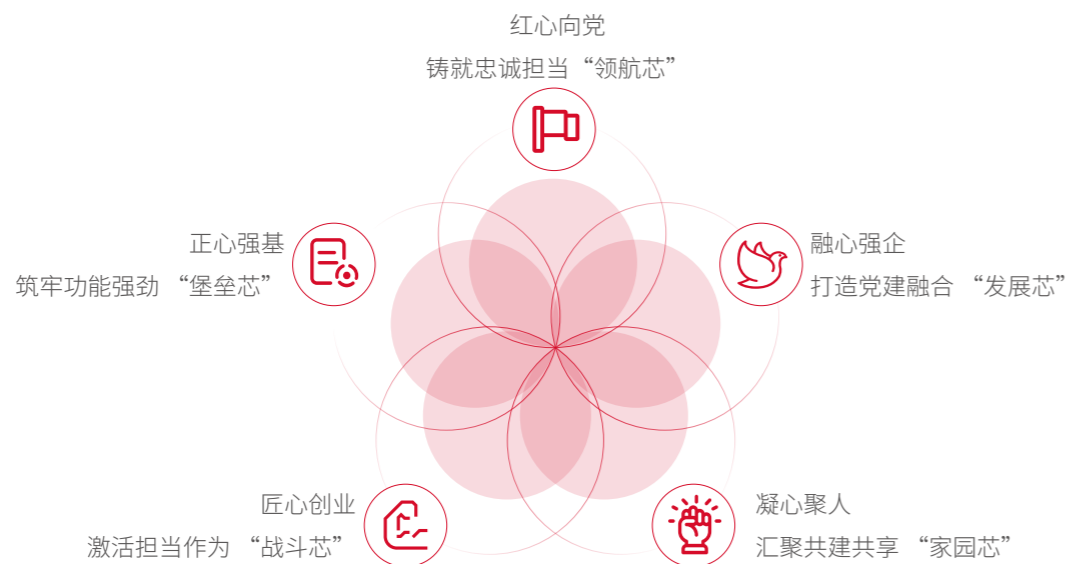 红心向党
铸就忠诚担当“领航芯”
正心强基
筑牢功能强劲 “堡垒芯”
融心强企
打造党建融合 “发展芯”
匠心创业
激活担当作为 “战斗芯”
凝心聚人
汇聚共建共享 “家园芯”